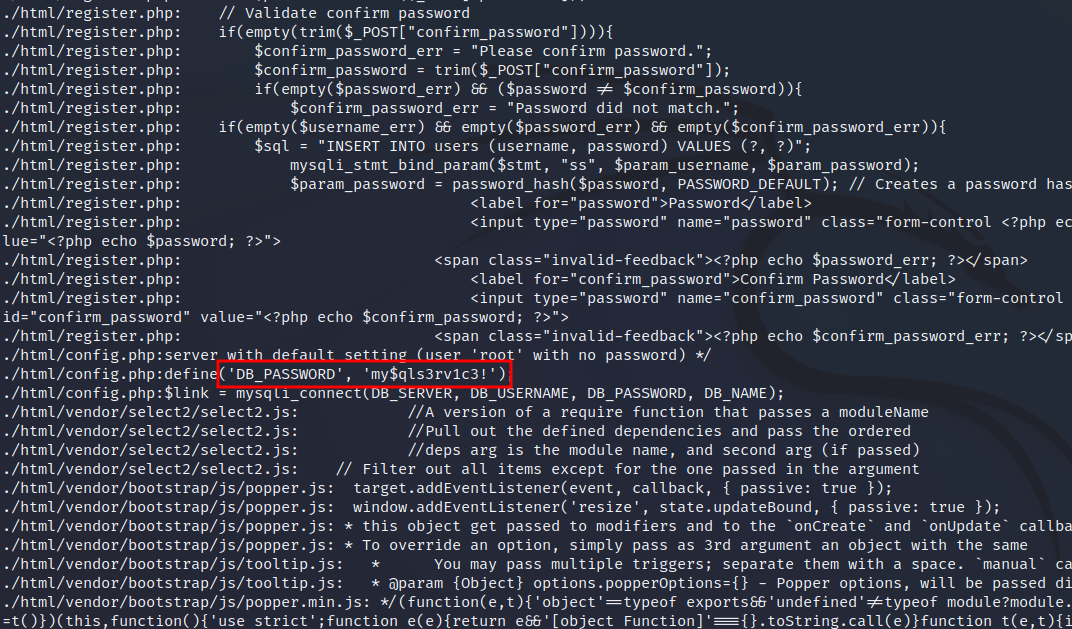 ./html/register.php:    // Validate confirm password
./html/register.php:    if(empty(trim($_POST["confirm_password"]))){
./html/register.php:        $confirm_password_err = "Please confirm password.";
./html/register.php:        $confirm_password = trim($_POST["confirm_password"]);
./html/register.php:        if(empty($password_err) && ($password != $confirm_password)){
./html/register.php:            $confirm_password_err = "Password did not match.";
./html/register.php:    if(empty($username_err) && empty($password_err) && empty($confirm_password_err)){
./html/register.php:        $sql = "INSERT INTO users (username, password) VALUES (?, ?)";
./html/register.php:            mysqli_stmt_bind_param($stmt, "ss", $param_username, $param_password);
./html/register.php:            $param_password = password_hash($password, PASSWORD_DEFAULT); // Creates a password has
./html/register.php:                                <label for="password">Password</label>
./html/register.php:                                <input type="password" name="password" class="form-control <?php ec
lue="<?php echo $password; ?>">
./html/register.php:                            <span class="invalid-feedback"><?php echo $password_err; ?></span>
./html/register.php:                                <label for="confirm_password">Confirm Password</label>
./html/register.php:                                <input type="password" name="confirm_password" class="form-control
id="confirm_password" value="<?php echo $confirm_password; ?>">
./html/register.php:                            <span class="invalid-feedback"><?php echo $confirm_password_err; ?></sp
./html/config.php:server with default setting (user 'root' with no password) */
./html/config.php:define('DB_PASSWORD', 'my$qls3rv1c3!');
./html/config.php:$link = mysqli_connect(DB_SERVER, DB_USERNAME, DB_PASSWORD, DB_NAME);
./html/vendor/select2/select2.js:            //A version of a require function that passes a moduleName
./html/vendor/select2/select2.js:            //Pull out the defined dependencies and pass the ordered
./html/vendor/select2/select2.js:            //deps arg is the module name, and second arg (if passed)
./html/vendor/select2/select2.js:    // Filter out all items except for the one passed in the argument
./html/vendor/bootstrap/js/popper.js:  target.addEventListener(event, callback, { passive: true });
./html/vendor/bootstrap/js/popper.js:  window.addEventListener('resize', state.updateBound, { passive: true });
./html/vendor/bootstrap/js/popper.js: * this object get passed to modifiers and to the `onCreate` and `onUpdate` callba
./html/vendor/bootstrap/js/popper.js: * To override an option, simply pass as 3rd argument an object with the same
./html/vendor/bootstrap/js/tooltip.js:   *      You may pass multiple triggers; separate them with a space. `manual` ca
./html/vendor/bootstrap/js/tooltip.js:   * @param {Object} options.popperOptions={} - Popper options, will be passed di
./html/vendor/bootstrap/js/popper.min.js: */(function(e,t){'object'==typeof exports&&'undefined'!=typeof module?module.
=t()})(this,function(){'use strict';function e(e){return e&&'[object Function]'==={}.toString.call(e)}function t(e,t){i